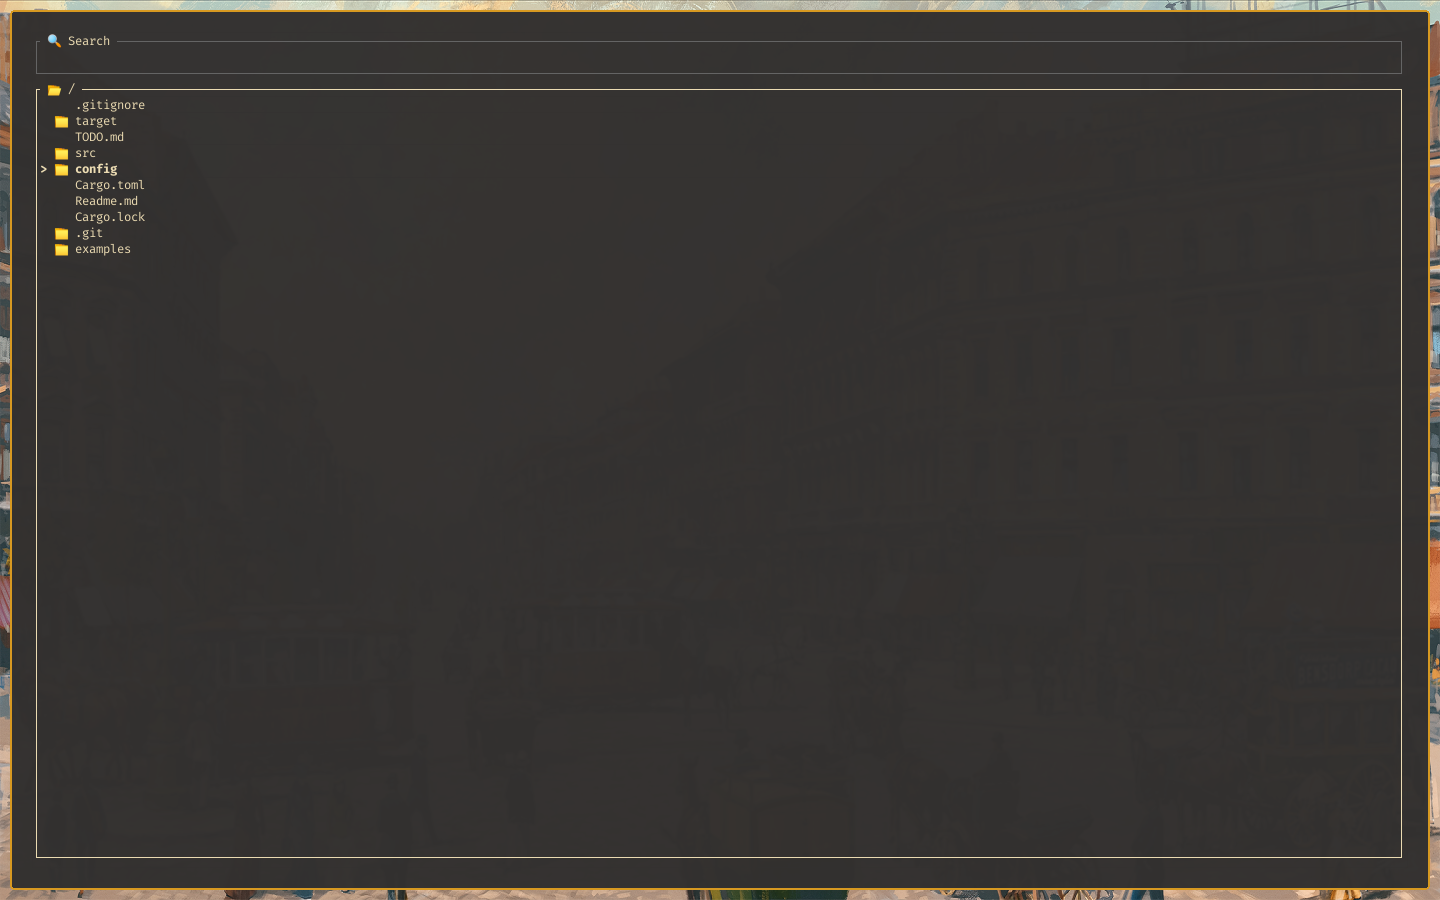 Search
/
.gitignore
target
TODO.md
src
> config
Cargo.toml
Readme.md
Cargo.lock
.git
examples